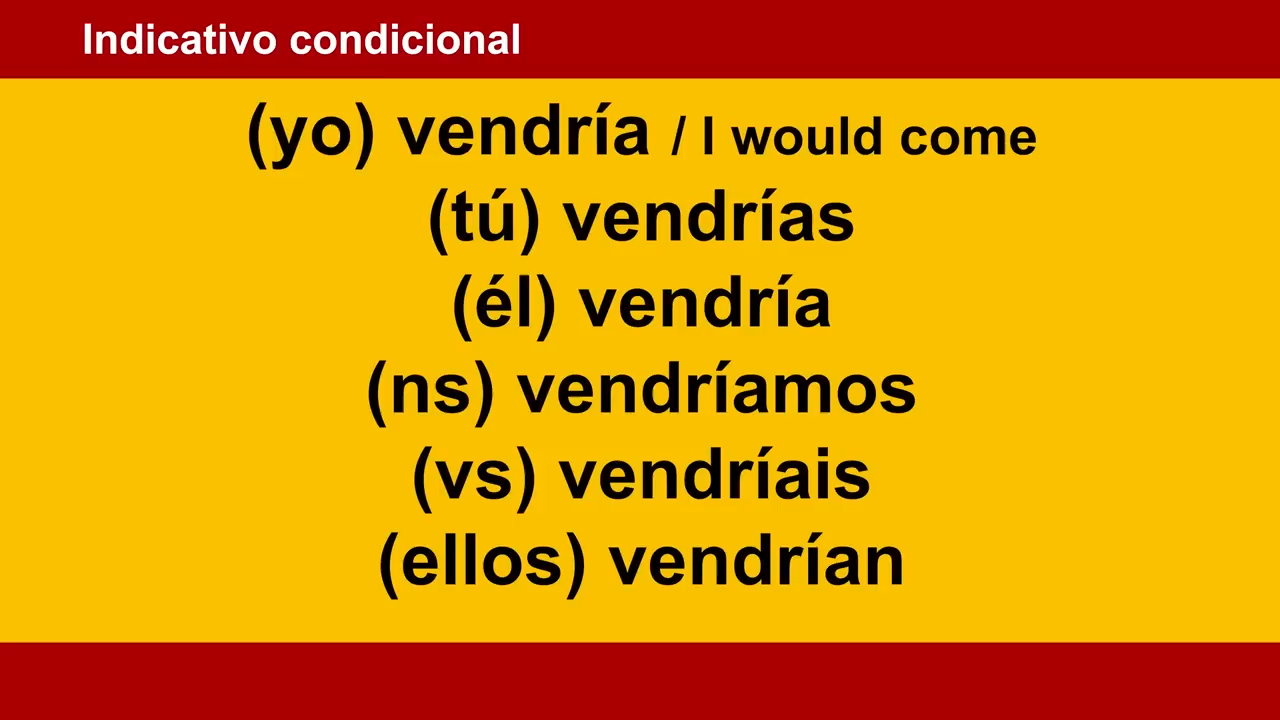 Indicativo condicional
(yo) vendría / I would come
(tú) vendrías
(él) vendría
(ns) vendríamos
(vs) vendríais
(ellos) vendrían